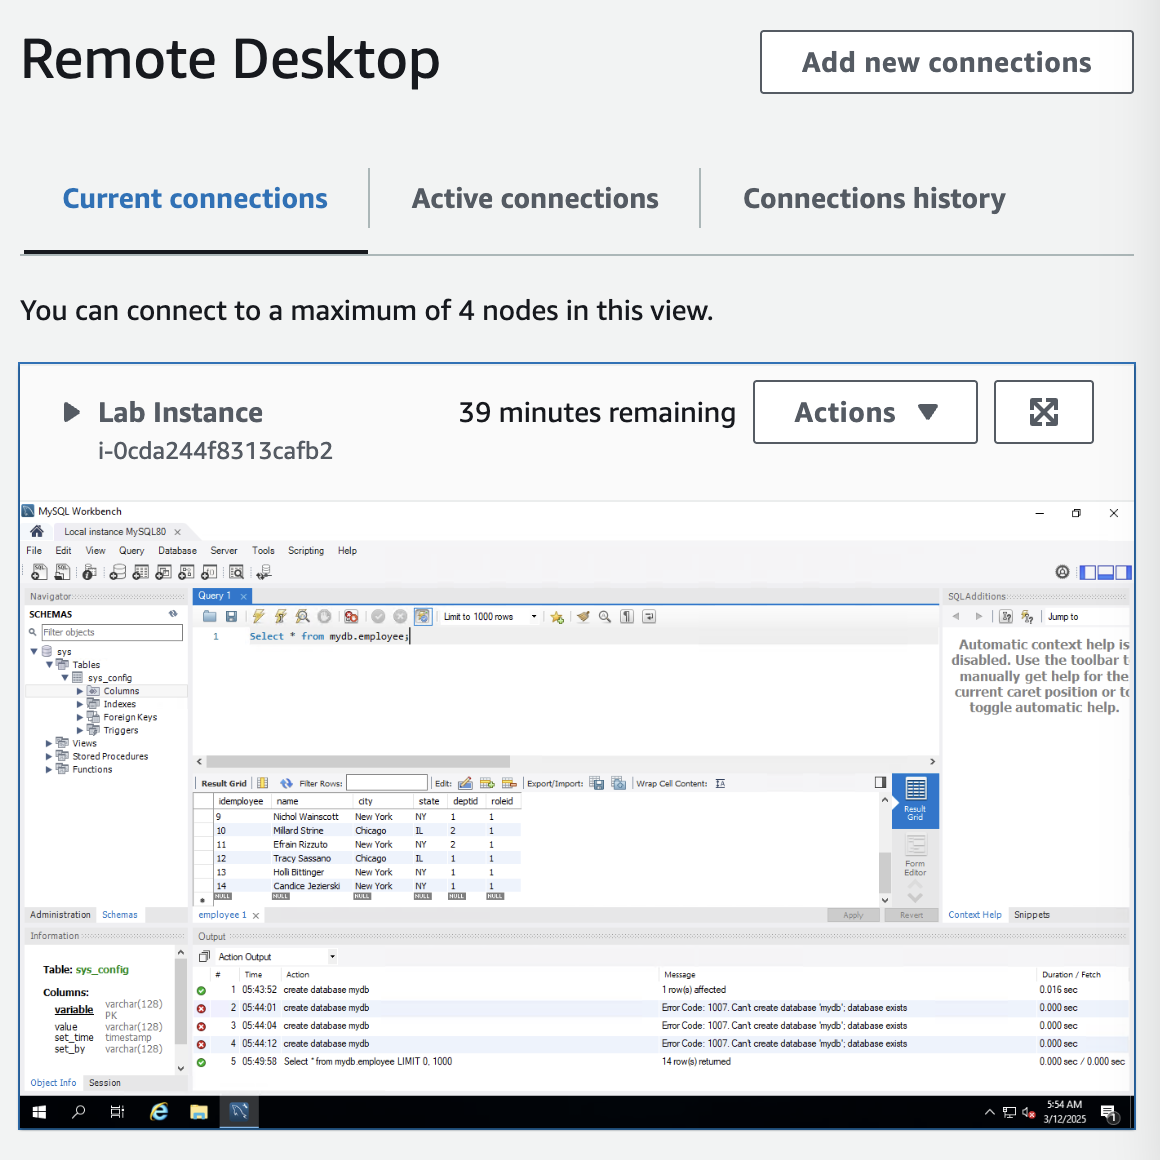 Remote Desktop
Add new connections
Current connections
Active connections
Connections history
You can connect to a maximum of 4 nodes in this view.
Lab Instance
39 minutes remaining
Actions
i-0cda244f8313cafb2
MySQL Workbench
Local instance MySQL80
File Edit View Query Database Server Tools Scripting Help
Navigator
SCHEMAS
Filter objects
sys
Tables
sys_config
Columns
Indexes
Foreign Keys
Triggers
Views
Stored Procedures
Functions
Administration Schemas
Query 1
Limit to 1000 rows
1 Select * from mydb.employee;
Result Grid Filter Rows: Edit: Export/Import: Wrap Cell Content:
idemployee name city state deptid roleid
9 Nichol Wainscott New York NY 1 1
10 Millard Strine Chicago IL 2 1
11 Efrain Rizzuto New York NY 2 1
12 Tracy Sassano Chicago IL 1 1
13 Holli Bittinger New York NY 1 1
14 Candice Jezierski New York NY 1 1
NULL NULL NULL NULL NULL NULL
Result
Grid
Form
Editor
employee 1
Apply Revert
SQLAdditions
Jump to
Automatic context help is
disabled. Use the toolbar t
manually get help for the
current caret position or to
toggle automatic help.
Context Help Snippets
Information
Table: sys_config
Columns:
variable varchar(128)
PK
value varchar(128)
set_time timestamp
set_by varchar(128)
Object Info Session
Output
Action Output
# Time Action Message Duration / Fetch
1 05:43:52 create database mydb 1 row(s) affected 0.016 sec
2 05:44:01 create database mydb Error Code: 1007. Can't create database 'mydb'; database exists 0.000 sec
3 05:44:04 create database mydb Error Code: 1007. Can't create database 'mydb'; database exists 0.000 sec
4 05:44:12 create database mydb Error Code: 1007. Can't create database 'mydb'; database exists 0.000 sec
5 05:49:58 Select * from mydb.employee LIMIT 0, 1000 14 row(s) returned 0.000 sec / 0.000 sec
5:54 AM
3/12/2025
1